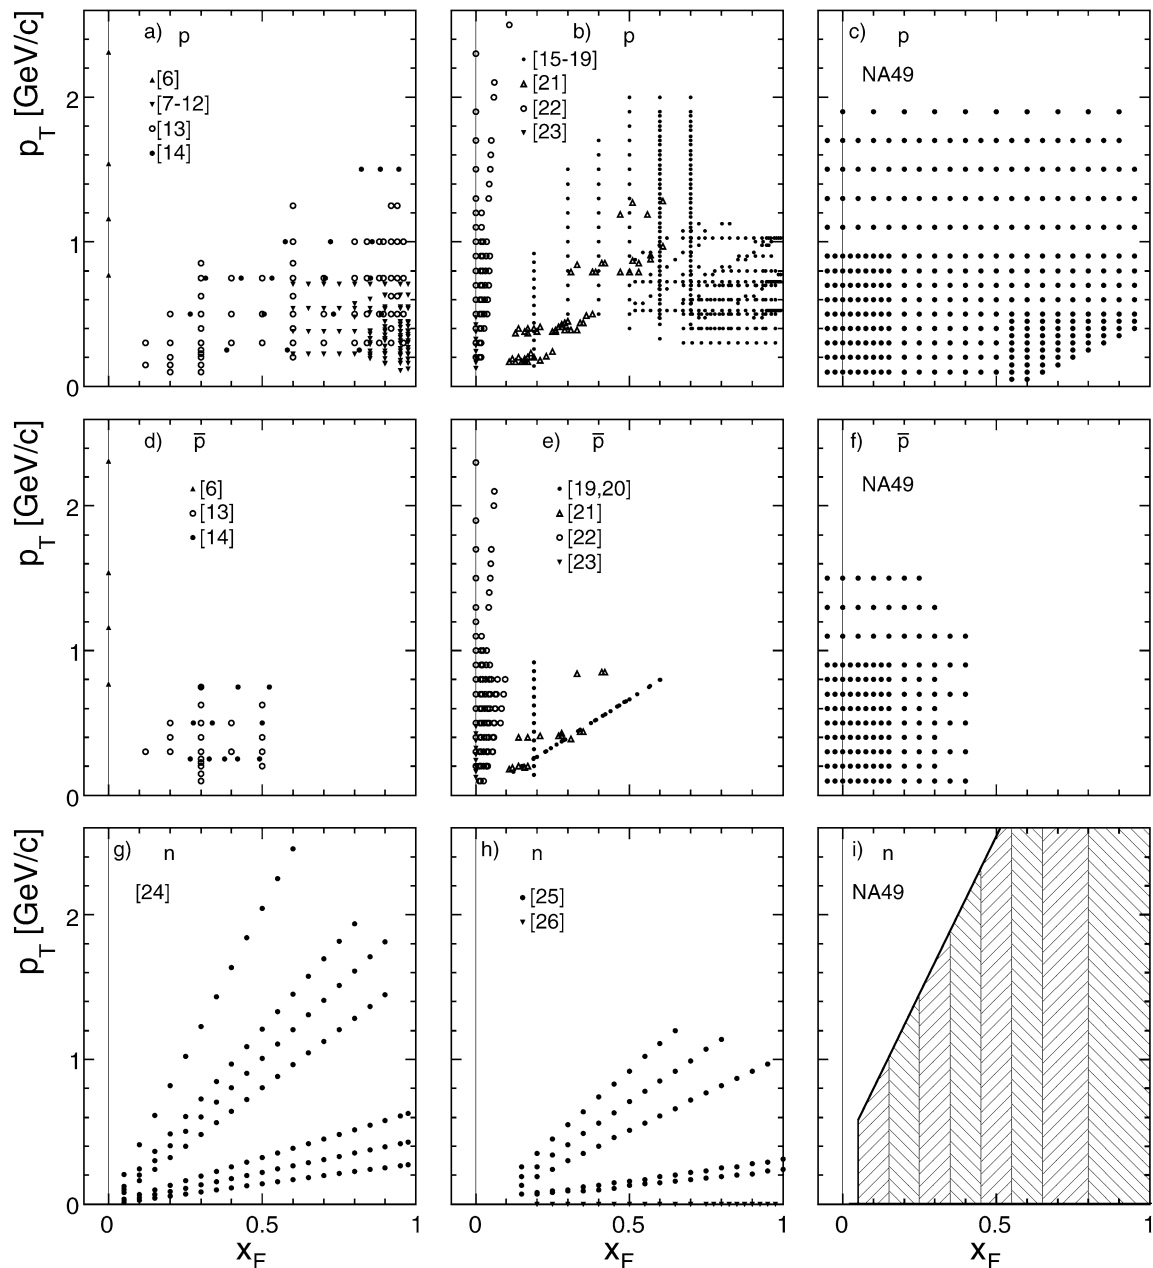 p_T [GeV/c]
2
1
0
a) p
[6]
[7-12]
[13]
[14]
b) p
[15-19]
[21]
[22]
[23]
c) p
NA49
p_T [GeV/c]
2
1
0
d) p̅
[6]
[13]
[14]
e) p̅
[19,20]
[21]
[22]
[23]
f) p̅
NA49
p_T [GeV/c]
2
1
0
g) n
[24]
h) n
[25]
[26]
i) n
NA49
0 0.5 1 0 0.5 1 0 0.5 1
x_F x_F x_F